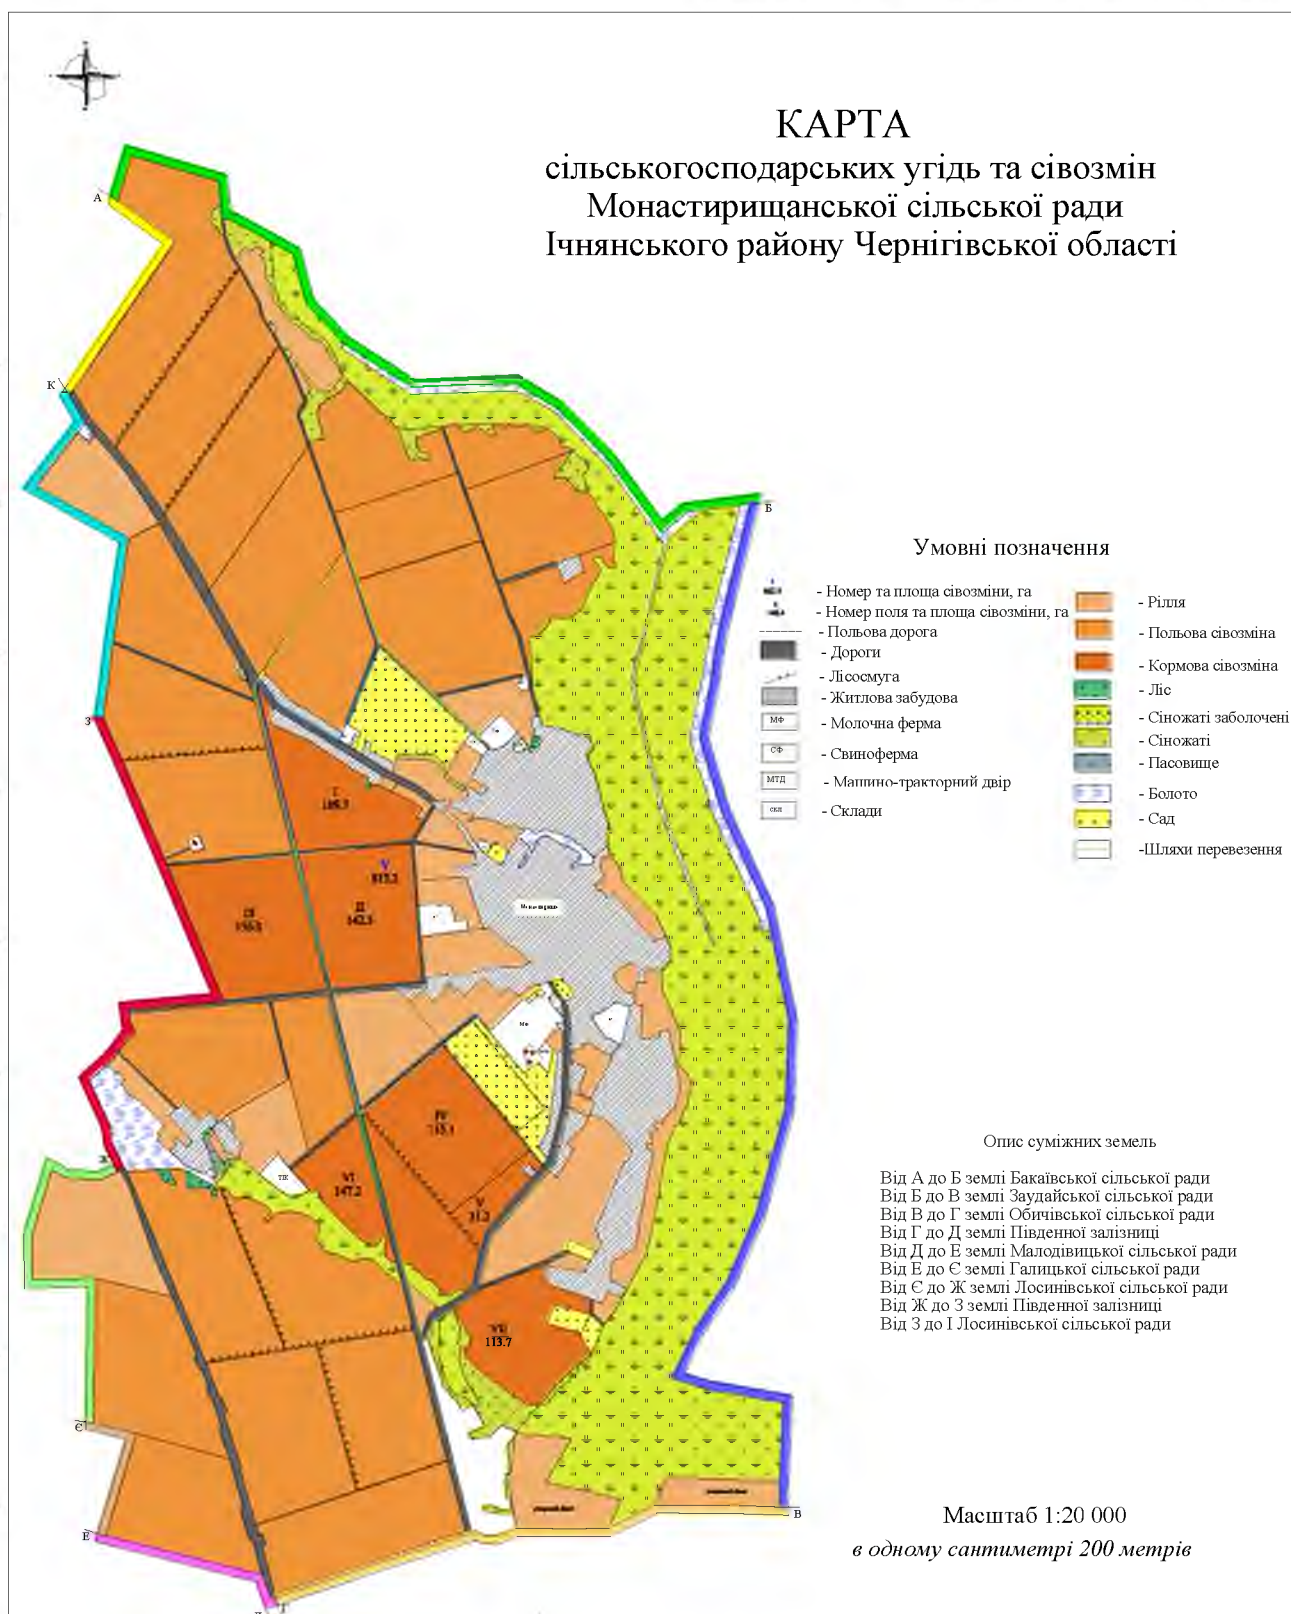 КАРТА
сільськогосподарських угідь та сівозмін
Монастирищанської сільської ради
Ічнянського району Чернігівської області
А
К
Б
З
Ж
Є
Е
В
Г
I
II
V
III
IV
VI
147.2
V
VII
113.7
Умовні позначення
- Номер та площа сівозміни, га
- Номер поля та площа сівозміни, га
- Польова дорога
- Дороги
- Лісосмуга
- Житлова забудова
МФ - Молочна ферма
СФ - Свиноферма
МТД - Машино-тракторний двір
скл - Склади
- Рілля
- Польова сівозміна
- Кормова сівозміна
- Ліс
- Сіножаті заболочені
- Сіножаті
- Пасовище
- Болото
- Сад
-Шляхи перевезення
Опис суміжних земель
Від А до Б землі Бакаївської сільської ради
Від Б до В землі Заудайської сільської ради
Від В до Г землі Обичівської сільської ради
Від Г до Д землі Південної залізниці
Від Д до Е землі Малодівицької сільської ради
Від Е до Є землі Галицької сільської ради
Від Є до Ж землі Лосинівської сільської ради
Від Ж до З землі Південної залізниці
Від З до І Лосинівської сільської ради
Масштаб 1:20 000
в одному сантиметрі 200 метрів